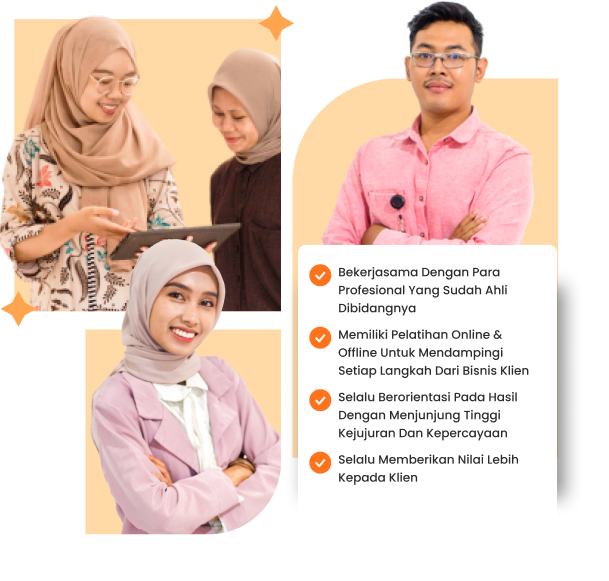 Bekerjasama Dengan Para
Profesional Yang Sudah Ahli
Dibidangnya
Memiliki Pelatihan Online &
Offline Untuk Mendampingi
Setiap Langkah Dari Bisnis Klien
Selalu Berorientasi Pada Hasil
Dengan Menjunjung Tinggi
Kejujuran Dan Kepercayaan
Selalu Memberikan Nilai Lebih
Kepada Klien